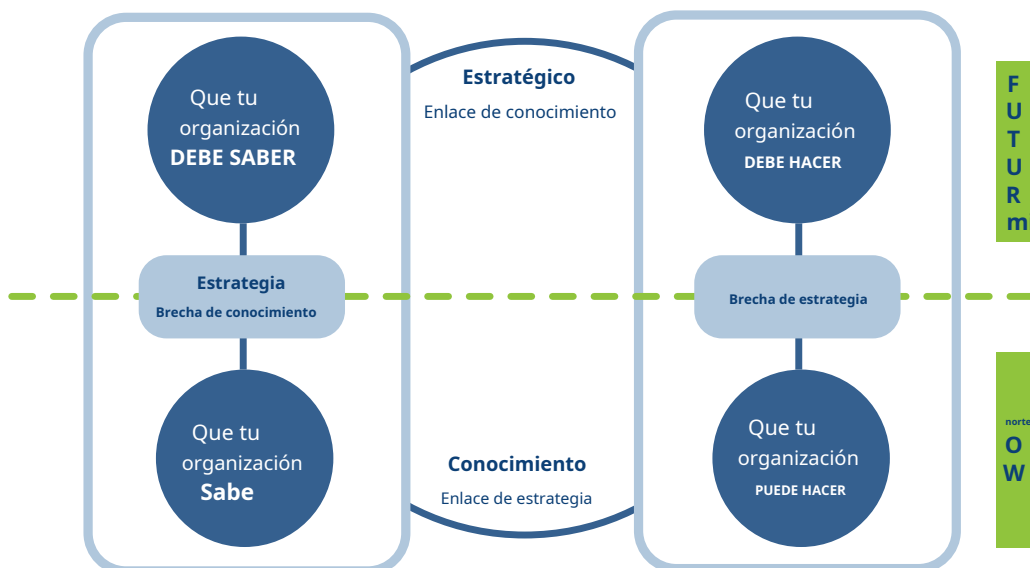 Que tu
organización
DEBE SABER
Estratégico
Enlace de conocimiento
Que tu
organización
DEBE HACER
F
U
T
U
R
m
Estrategia
Brecha de conocimiento
Brecha de estrategia
Que tu
organización
Sabe
Conocimiento
Enlace de estrategia
Que tu
organización
PUEDE HACER
norte
O
W